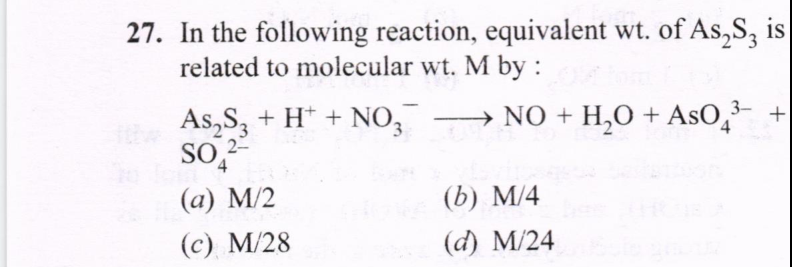 27. In the following reaction, equivalent wt. of As₂S₃ is
related to molecular wt. M by :
As₂S₃ + H⁺ + NO₃⁻ ⟶ NO + H₂O + AsO₄³⁻ +
SO₄²⁻
(a) M/2 (b) M/4
(c) M/28 (d) M/24